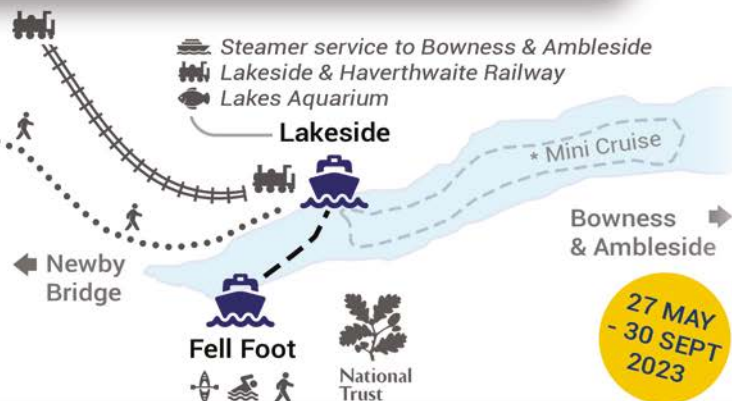 Steamer service to Bowness & Ambleside
Lakeside & Haverthwaite Railway
Lakes Aquarium
Lakeside
* Mini Cruise
Bowness
& Ambleside
Newby
Bridge
Fell Foot
National
Trust
27 MAY
- 30 SEPT
2023